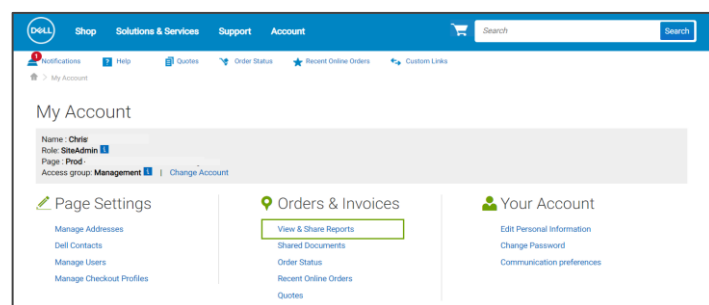 DELL Shop Solutions & Services Support Account Search Search
1 Notifications ? Help Quotes Order Status Recent Online Orders Custom Links
> My Account
My Account
Name : Chris
Role: SiteAdmin i
Page : Prod
Access group: Management i | Change Account
Page Settings Orders & Invoices Your Account
Manage Addresses View & Share Reports Edit Personal Information
Dell Contacts Shared Documents Change Password
Manage Users Order Status Communication preferences
Manage Checkout Profiles Recent Online Orders
Quotes